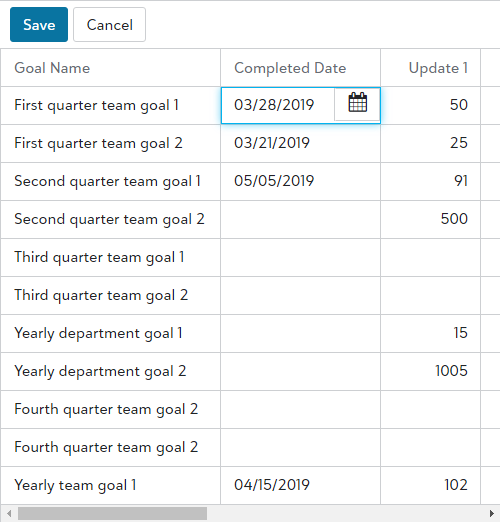 Save Cancel
Goal Name Completed Date Update 1
First quarter team goal 1 03/28/2019 50
First quarter team goal 2 03/21/2019 25
Second quarter team goal 1 05/05/2019 91
Second quarter team goal 2 500
Third quarter team goal 1
Third quarter team goal 2
Yearly department goal 1 15
Yearly department goal 2 1005
Fourth quarter team goal 2
Fourth quarter team goal 2
Yearly team goal 1 04/15/2019 102